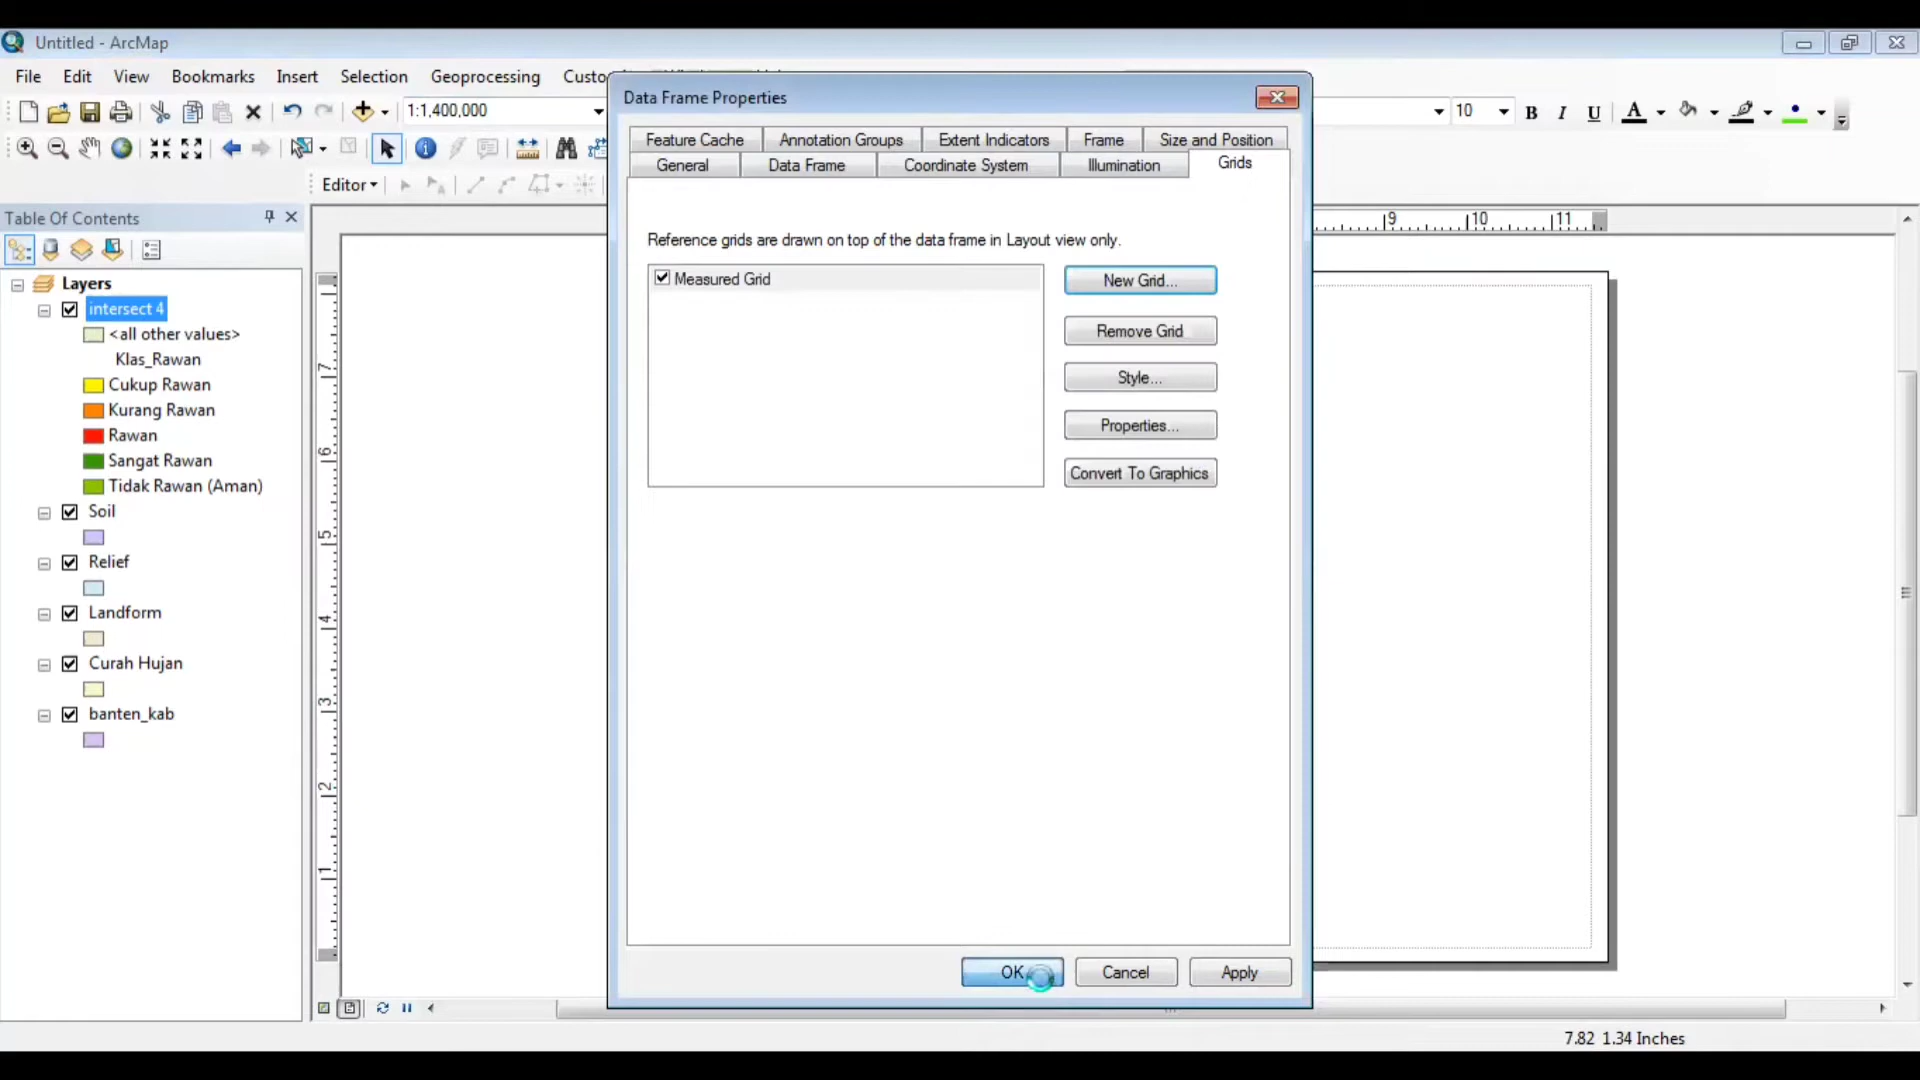 Untitled - ArcMap
File Edit View Bookmarks Insert Selection Geoprocessing Custo
1:1,400,000
10 B I U A
Editor
Table Of Contents
Layers
intersect 4
<all other values>
Klas_Rawan
Cukup Rawan
Kurang Rawan
Rawan
Sangat Rawan
Tidak Rawan (Aman)
Soil
Relief
Landform
Curah Hujan
banten_kab
Data Frame Properties
Feature Cache Annotation Groups Extent Indicators Frame Size and Position
General Data Frame Coordinate System Illumination Grids
Reference grids are drawn on top of the data frame in Layout view only.
Measured Grid
New Grid...
Remove Grid
Style...
Properties...
Convert To Graphics
OK Cancel Apply
9 10 11
7
6
5
4
3
2
1
7.82 1.34 Inches